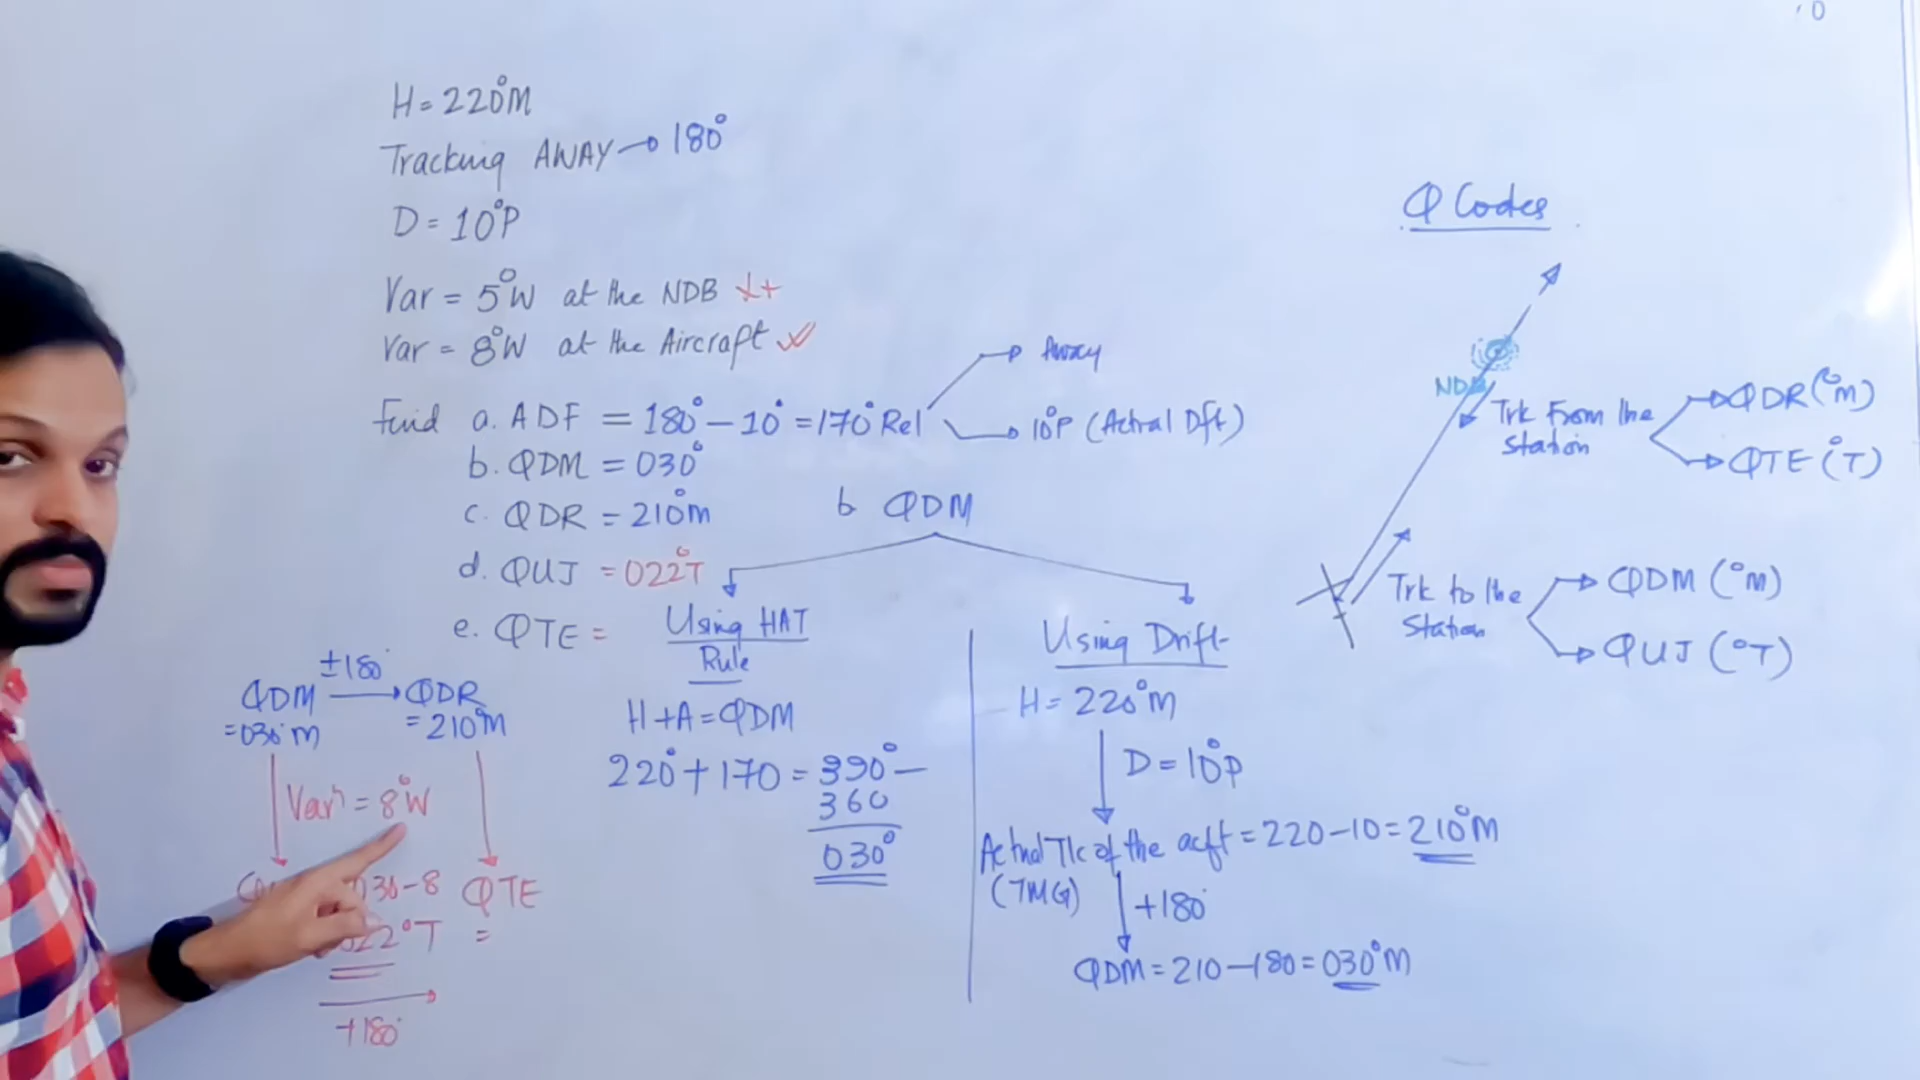 H = 220°M
Tracking AWAY → 180°
D = 10°P
Var = 5°W at the NDB ✗+
Var = 8°W at the Aircraft ✓
Find a. ADF = 180° - 10° = 170° Rel
Away
10°P (Actual Dft)
b. QDM = 030°
c. QDR = 210°m
d. QUJ = 022°T
e. QTE =
QDM ±180° → QDR
= 030°m = 210°m
Varⁿ = 8°W
030-8 QTE
022°T =
+180°
b QDM
Using HAT
Rule
H+A = QDM
220° + 170 = 390° -
360
030°
Using Drift
H = 220°M
D = 10°P
Actual Tk of the acft = 220-10 = 210°M
(TMG)
+180°
QDM = 210 - 180 = 030°M
Q Codes
NDB
Trk From the
Station
QDR (°m)
QTE (°T)
Trk to the
Station
QDM (°m)
QUJ (°T)